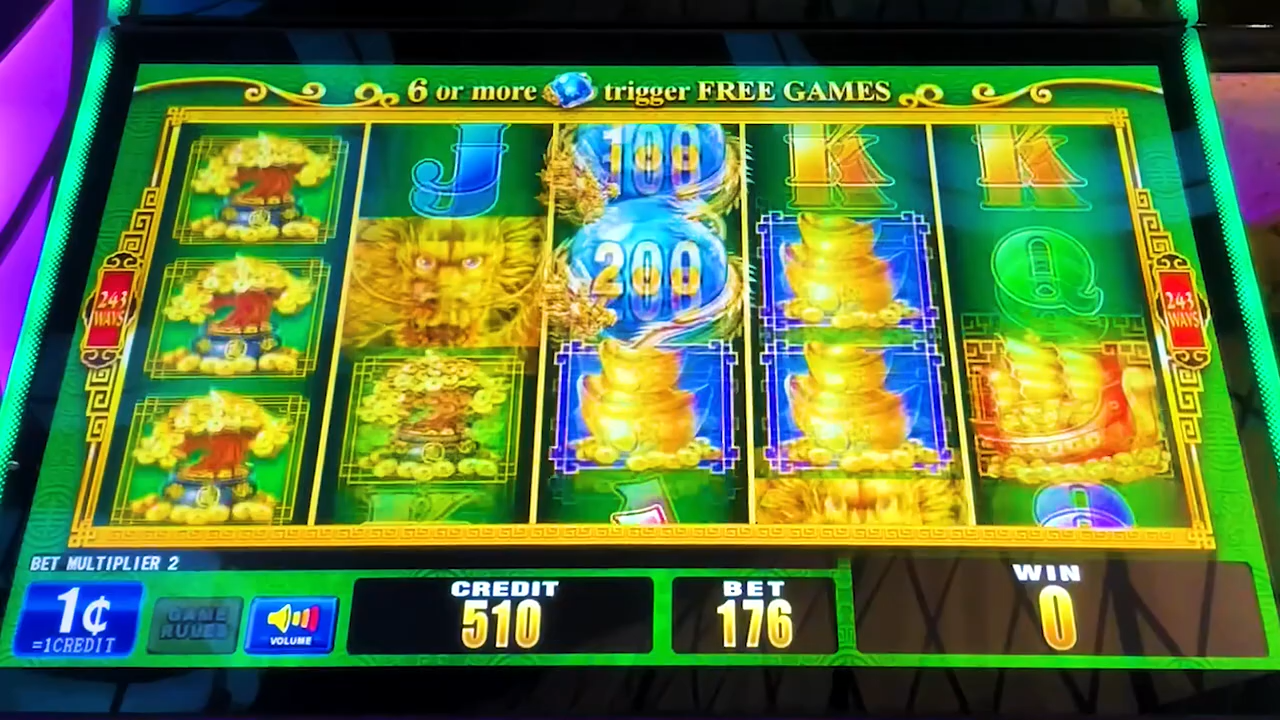 6 or more trigger FREE GAMES
J
100
K
K
200
Q
243
WAYS
243
WAYS
BET MULTIPLIER 2
1¢
=1CREDIT
GAME
RULES
VOLUME
CREDIT
510
BET
176
WIN
0